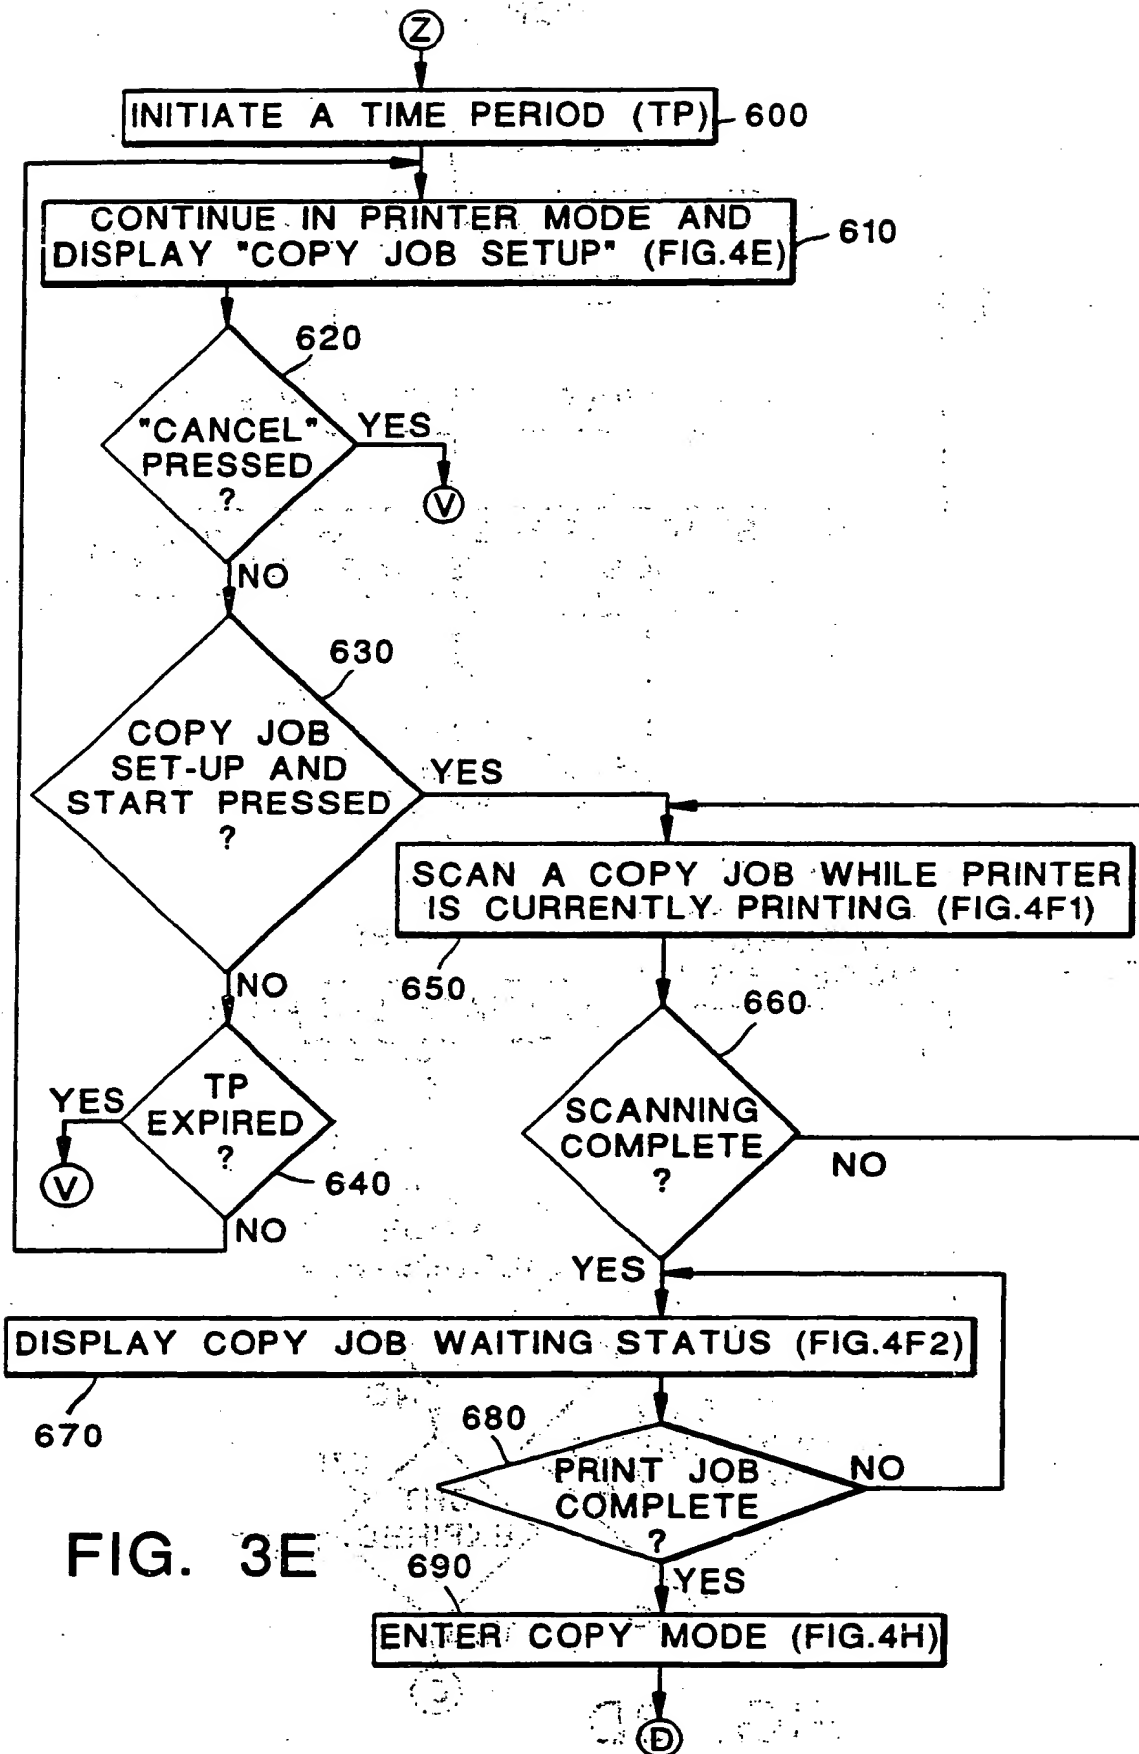 Z
INITIATE A TIME PERIOD (TP)
600
CONTINUE IN PRINTER MODE AND
DISPLAY "COPY JOB SETUP" (FIG.4E)
610
620
"CANCEL"
PRESSED
?
YES
V
NO
630
COPY JOB
SET-UP AND
START PRESSED
?
YES
NO
SCAN A COPY JOB WHILE PRINTER
IS CURRENTLY PRINTING (FIG.4F1)
650
660
TP
EXPIRED
?
YES
V
640
NO
SCANNING
COMPLETE
?
NO
YES
DISPLAY COPY JOB WAITING STATUS (FIG.4F2)
670
680
PRINT JOB
COMPLETE
?
NO
YES
FIG. 3E
690
ENTER COPY MODE (FIG.4H)
D